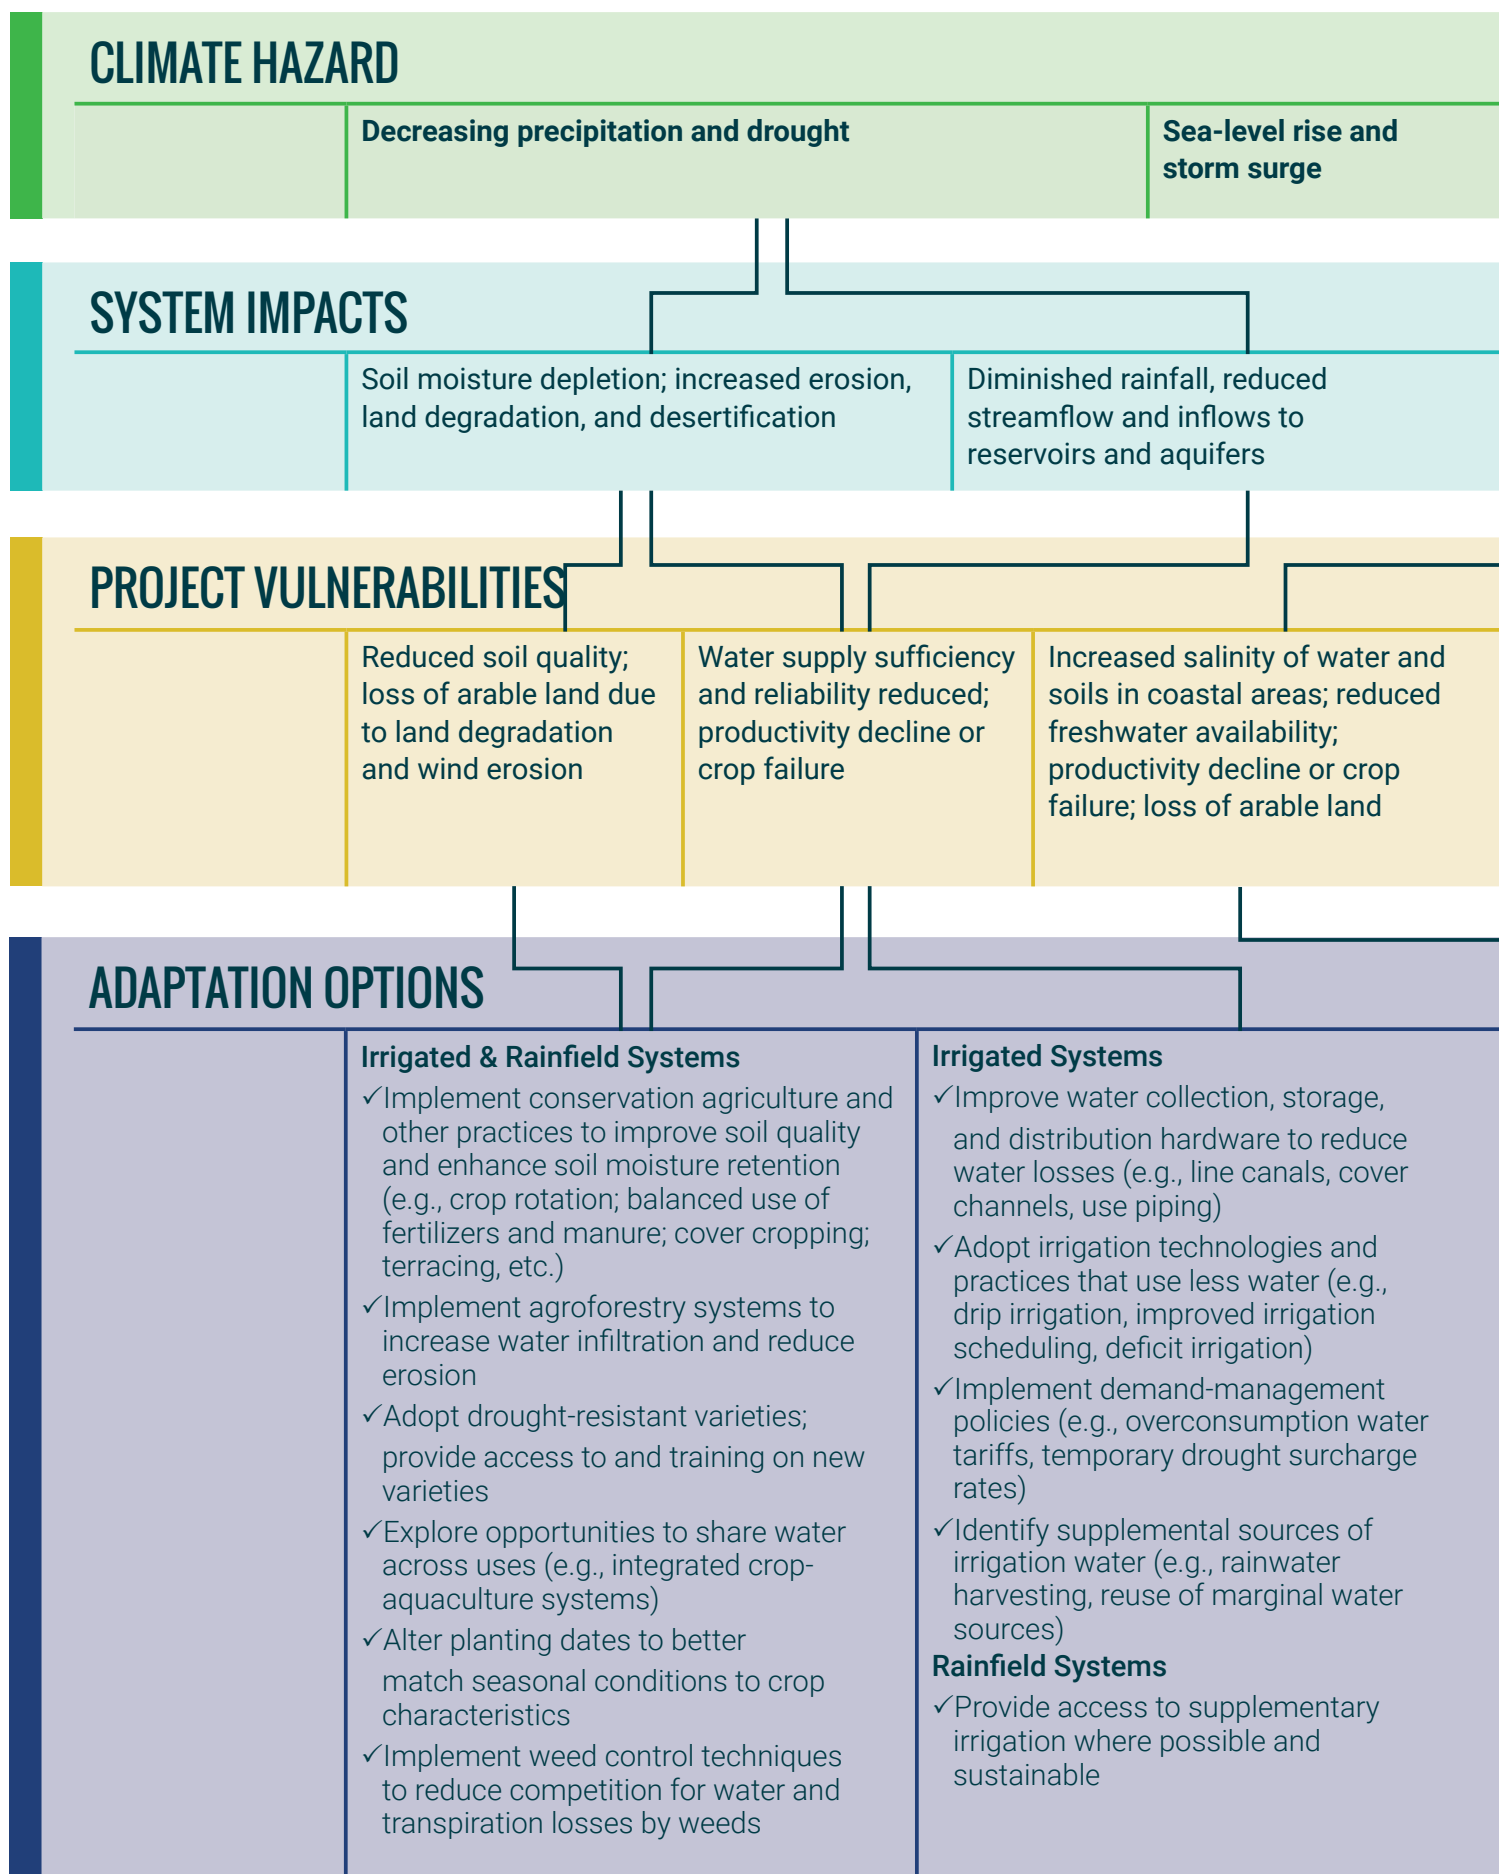 CLIMATE HAZARD
Decreasing precipitation and drought
Sea-level rise and
storm surge
SYSTEM IMPACTS
Soil moisture depletion; increased erosion,
land degradation, and desertification
Diminished rainfall, reduced
streamflow and inflows to
reservoirs and aquifers
PROJECT VULNERABILITIES
Reduced soil quality;
loss of arable land due
to land degradation
and wind erosion
Water supply sufficiency
and reliability reduced;
productivity decline or
crop failure
Increased salinity of water and
soils in coastal areas; reduced
freshwater availability;
productivity decline or crop
failure; loss of arable land
ADAPTATION OPTIONS
Irrigated & Rainfield Systems
✓Implement conservation agriculture and
other practices to improve soil quality
and enhance soil moisture retention
(e.g., crop rotation; balanced use of
fertilizers and manure; cover cropping;
terracing, etc.)
✓Implement agroforestry systems to
increase water infiltration and reduce
erosion
✓Adopt drought-resistant varieties;
provide access to and training on new
varieties
✓Explore opportunities to share water
across uses (e.g., integrated crop-
aquaculture systems)
✓Alter planting dates to better
match seasonal conditions to crop
characteristics
✓Implement weed control techniques
to reduce competition for water and
transpiration losses by weeds
Irrigated Systems
✓Improve water collection, storage,
and distribution hardware to reduce
water losses (e.g., line canals, cover
channels, use piping)
✓Adopt irrigation technologies and
practices that use less water (e.g.,
drip irrigation, improved irrigation
scheduling, deficit irrigation)
✓Implement demand-management
policies (e.g., overconsumption water
tariffs, temporary drought surcharge
rates)
✓Identify supplemental sources of
irrigation water (e.g., rainwater
harvesting, reuse of marginal water
sources)
Rainfield Systems
✓Provide access to supplementary
irrigation where possible and
sustainable